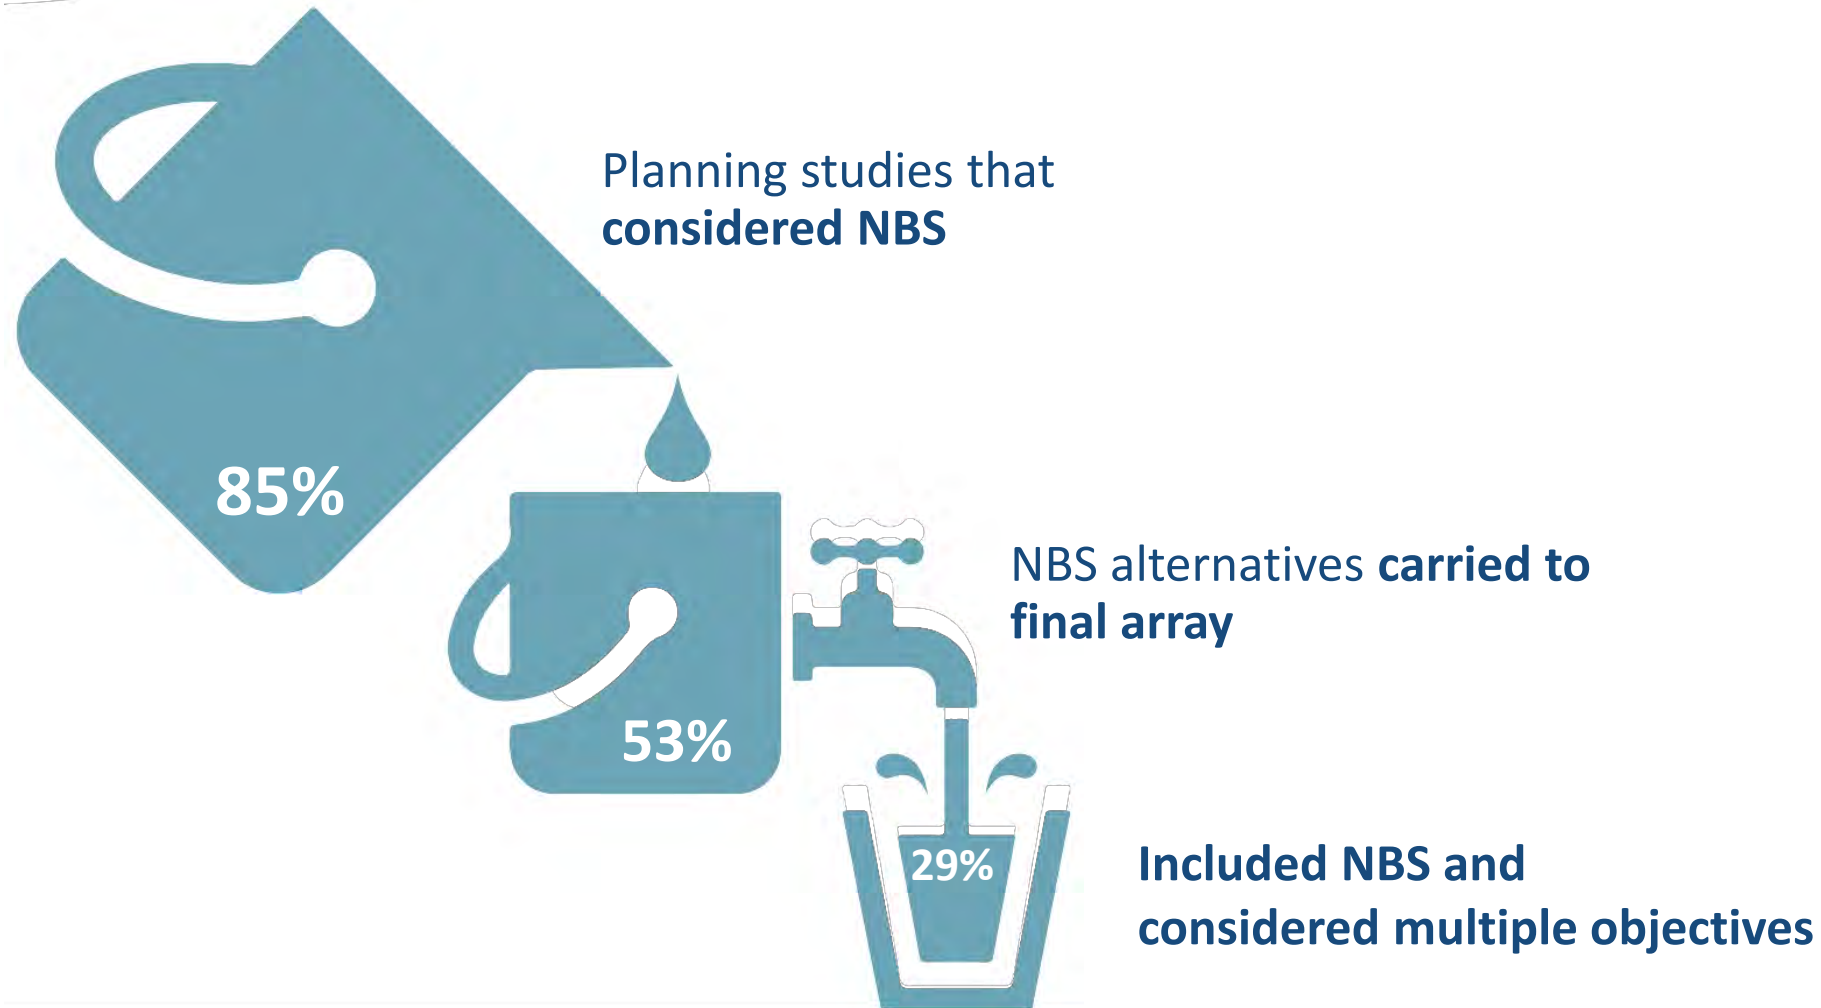 Planning studies that
considered NBS
85%
NBS alternatives carried to
final array
53%
29%
Included NBS and
considered multiple objectives